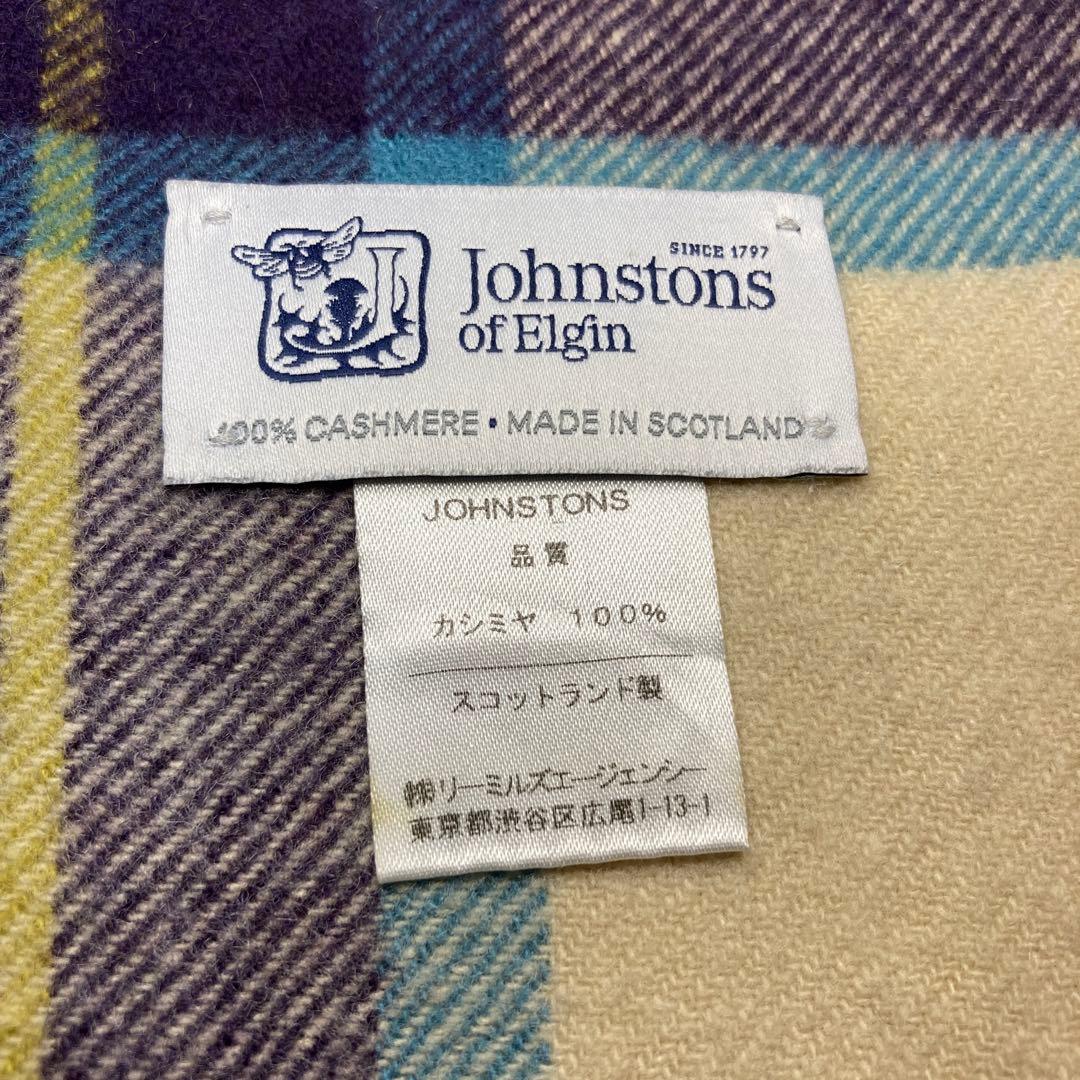 SINCE 1797
Johnstons
of Elgin
100% CASHMERE • MADE IN SCOTLAND
JOHNSTONS
品質
カシミヤ 100%
スコットランド製
㈱リーミルズエージェンシー
東京都渋谷区広尾1-13-1